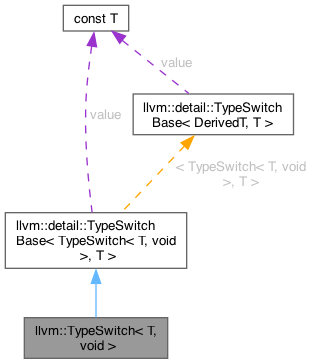 const T
value
value
llvm::detail::TypeSwitch
Base< DerivedT, T >
< TypeSwitch< T, void
>, T >
llvm::detail::TypeSwitch
Base< TypeSwitch< T, void
>, T >
llvm::TypeSwitch< T,
void >